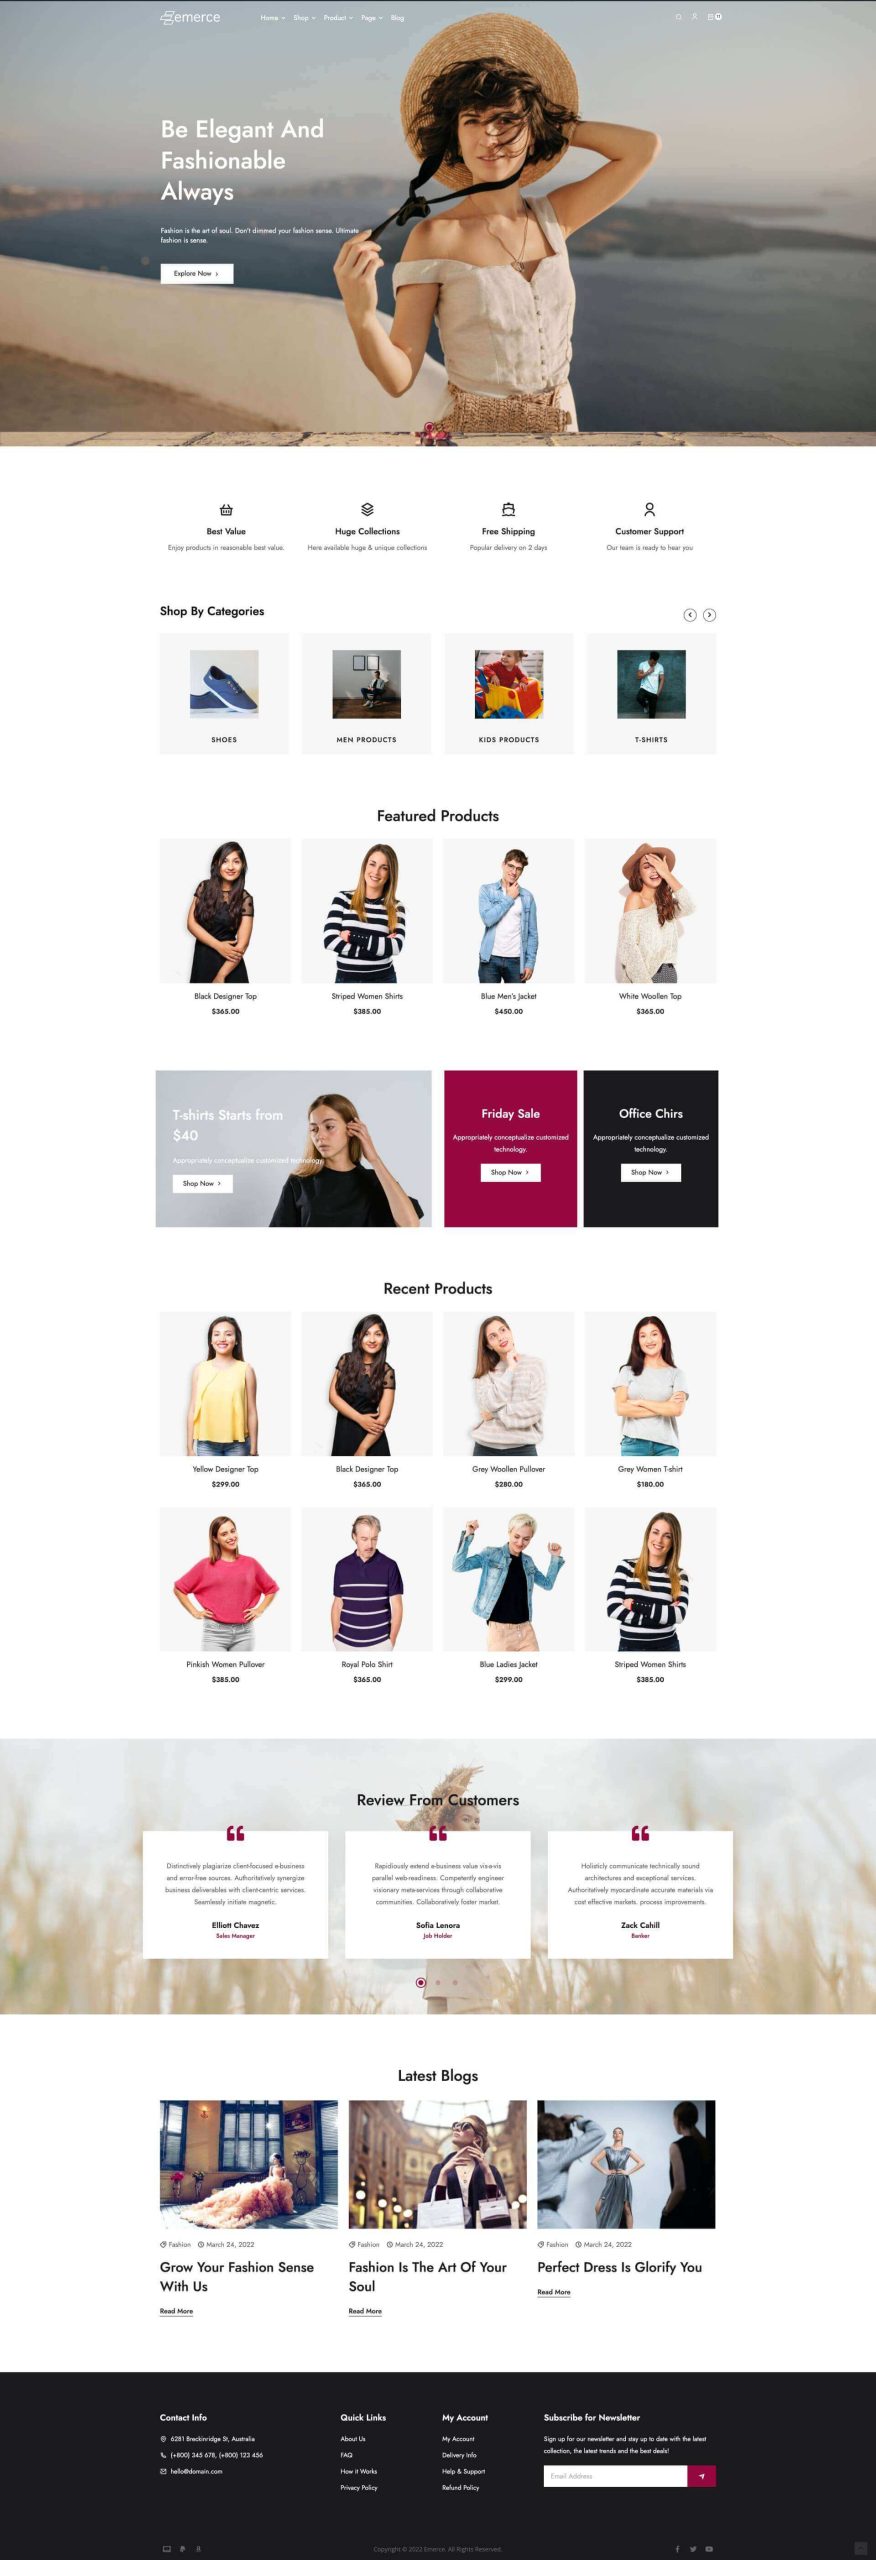 emerce
Home Shop Product Page Blog
Be Elegant And
Fashionable
Always
Fashion is the art of soul. Don't dimmed your fashion sense. Ultimate
fashion is sense.
Explore Now
Best Value
Huge Collections
Free Shipping
Customer Support
Enjoy products in reasonable best value.
Here available huge & unique collections
Popular delivery on 2 days
Our team is ready to hear you
Shop By Categories
SHOES
MEN PRODUCTS
KIDS PRODUCTS
T-SHIRTS
Featured Products
Black Designer Top
Striped Women Shirts
Blue Men's Jacket
White Woollen Top
$365.00
$385.00
$450.00
$365.00
T-shirts Starts from
$40
Appropriately conceptualize customized technology.
Shop Now
Friday Sale
Appropriately conceptualize customized
technology.
Shop Now
Office Chirs
Appropriately conceptualize customized
technology.
Shop Now
Recent Products
Yellow Designer Top
Black Designer Top
Grey Woollen Pullover
Grey Women T-shirt
$299.00
$365.00
$280.00
$180.00
Pinkish Women Pullover
Royal Polo Shirt
Blue Ladies Jacket
Striped Women Shirts
$385.00
$365.00
$299.00
$385.00
Review From Customers
Distinctively plagiarize client-focused e-business
and error-free sources. Authoritatively synergize
business deliverables with client-centric services.
Seamlessly initiate magnetic.
Elliott Chavez
Sales Manager
Rapidiously extend e-business value vis-a-vis
parallel web-readiness. Competently engineer
visionary meta-services through collaborative
communities. Collaboratively foster market.
Sofia Lenora
Job Holder
Holisticly communicate technically sound
architectures and exceptional services.
Authoritatively myocardinate accurate materials via
cost effective markets. process improvements.
Zack Cahill
Banker
Latest Blogs
Fashion March 24, 2022
Grow Your Fashion Sense
With Us
Read More
Fashion March 24, 2022
Fashion Is The Art Of Your
Soul
Read More
Fashion March 24, 2022
Perfect Dress Is Glorify You
Read More
Contact Info
6281 Breckinridge St, Australia
(+800) 345 678, (+800) 123 456
hello@domain.com
Quick Links
About Us
FAQ
How it Works
Privacy Policy
My Account
My Account
Delivery Info
Help & Support
Refund Policy
Subscribe for Newsletter
Sign up for our newsletter and stay up to date with the latest
collection, the latest trends and the best deals!
Email Address
Copyright © 2022 Emerce. All Rights Reserved.